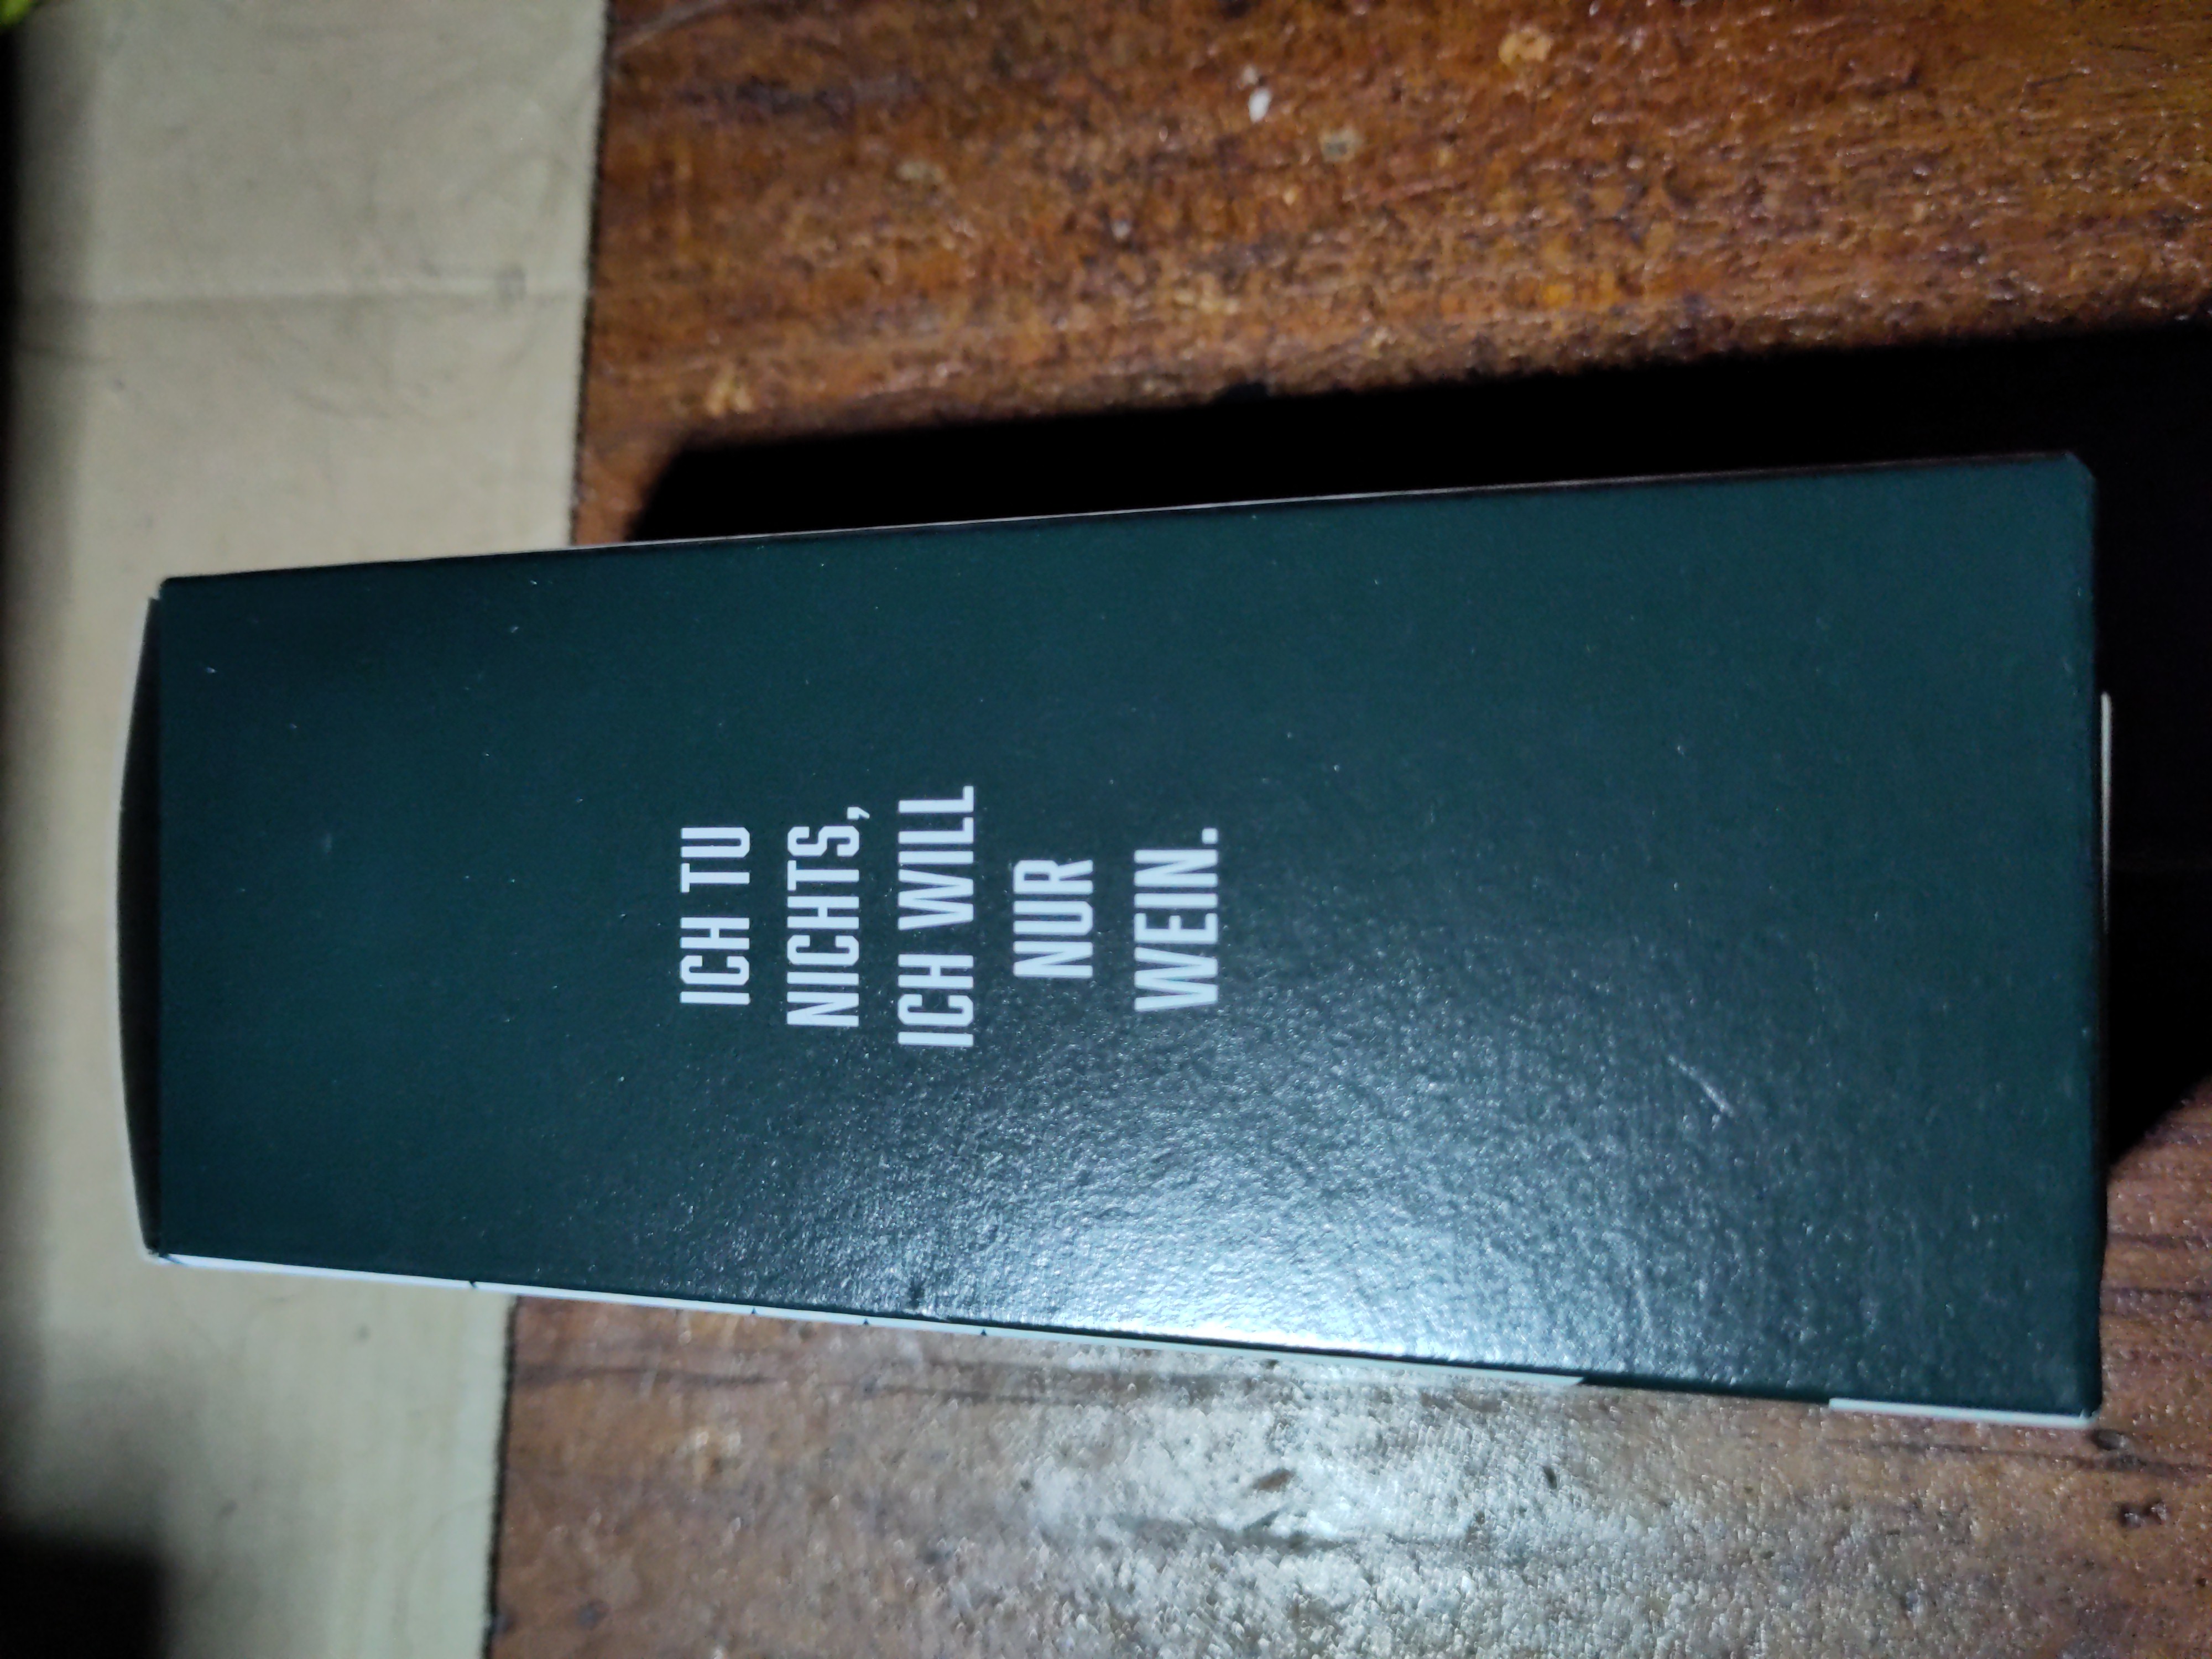 ICH TU
NICHTS,
ICH WILL
NUR
WEIN.